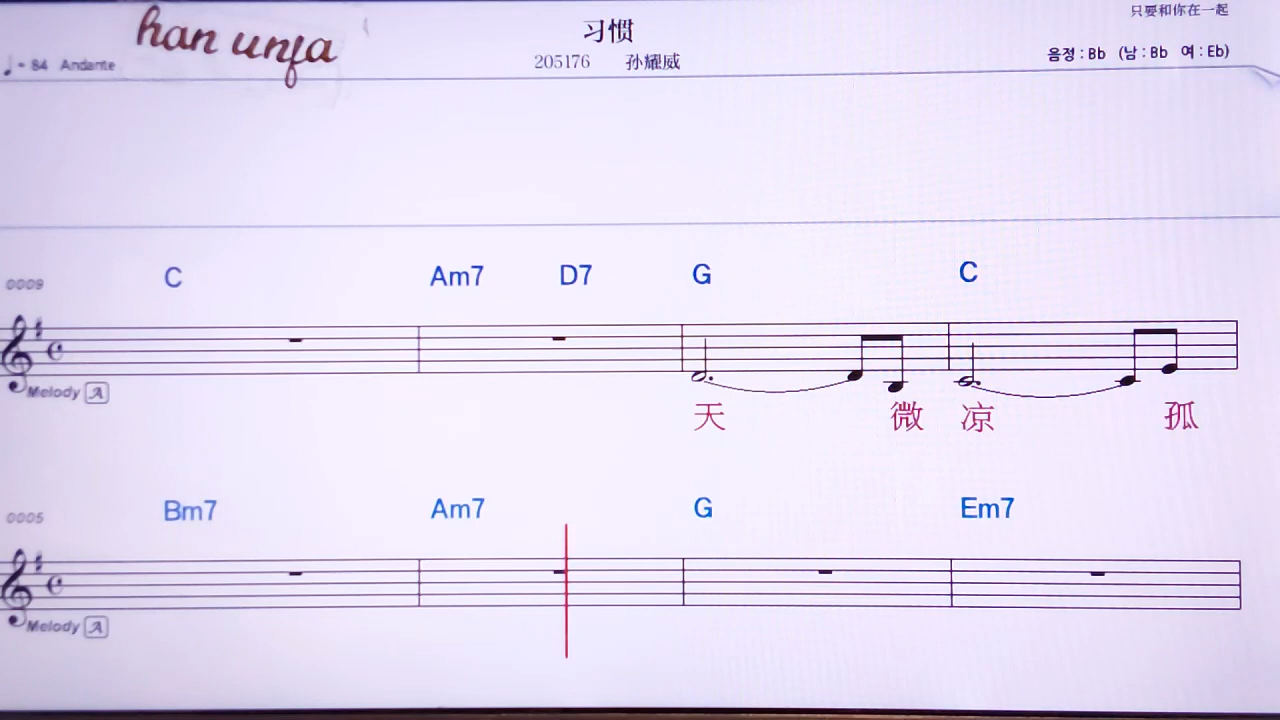 han unfa
习惯
只要和你在一起
205176 孙耀威
음정 : Bb (남 : Bb 여 : Eb)
♩ = 84 Andante
0009 C Am7 D7 G C
Melody A
天 微 凉 孤
0005 Bm7 Am7 G Em7
Melody A